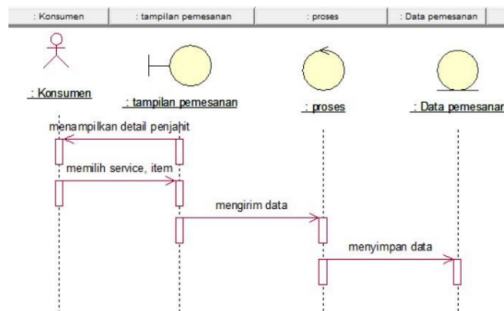 : Konsumen
: tampilan pemesanan
: proses
: Data pemesanan
: Konsumen
: tampilan pemesanan
: proses
: Data pemesanan
menampilkan detail penjahit
memilih service, item
mengirim data
menyimpan data